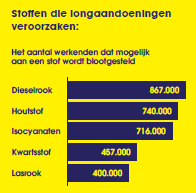 Stoffen die longaandoeningen
veroorzaken:
Het aantal werkenden dat mogelijk
aan een stof wordt blootgesteld
Dieselrook 867.000
Houtstof 740.000
Isocyanaten 716.000
Kwartsstof 457.000
Lasrook 400.000